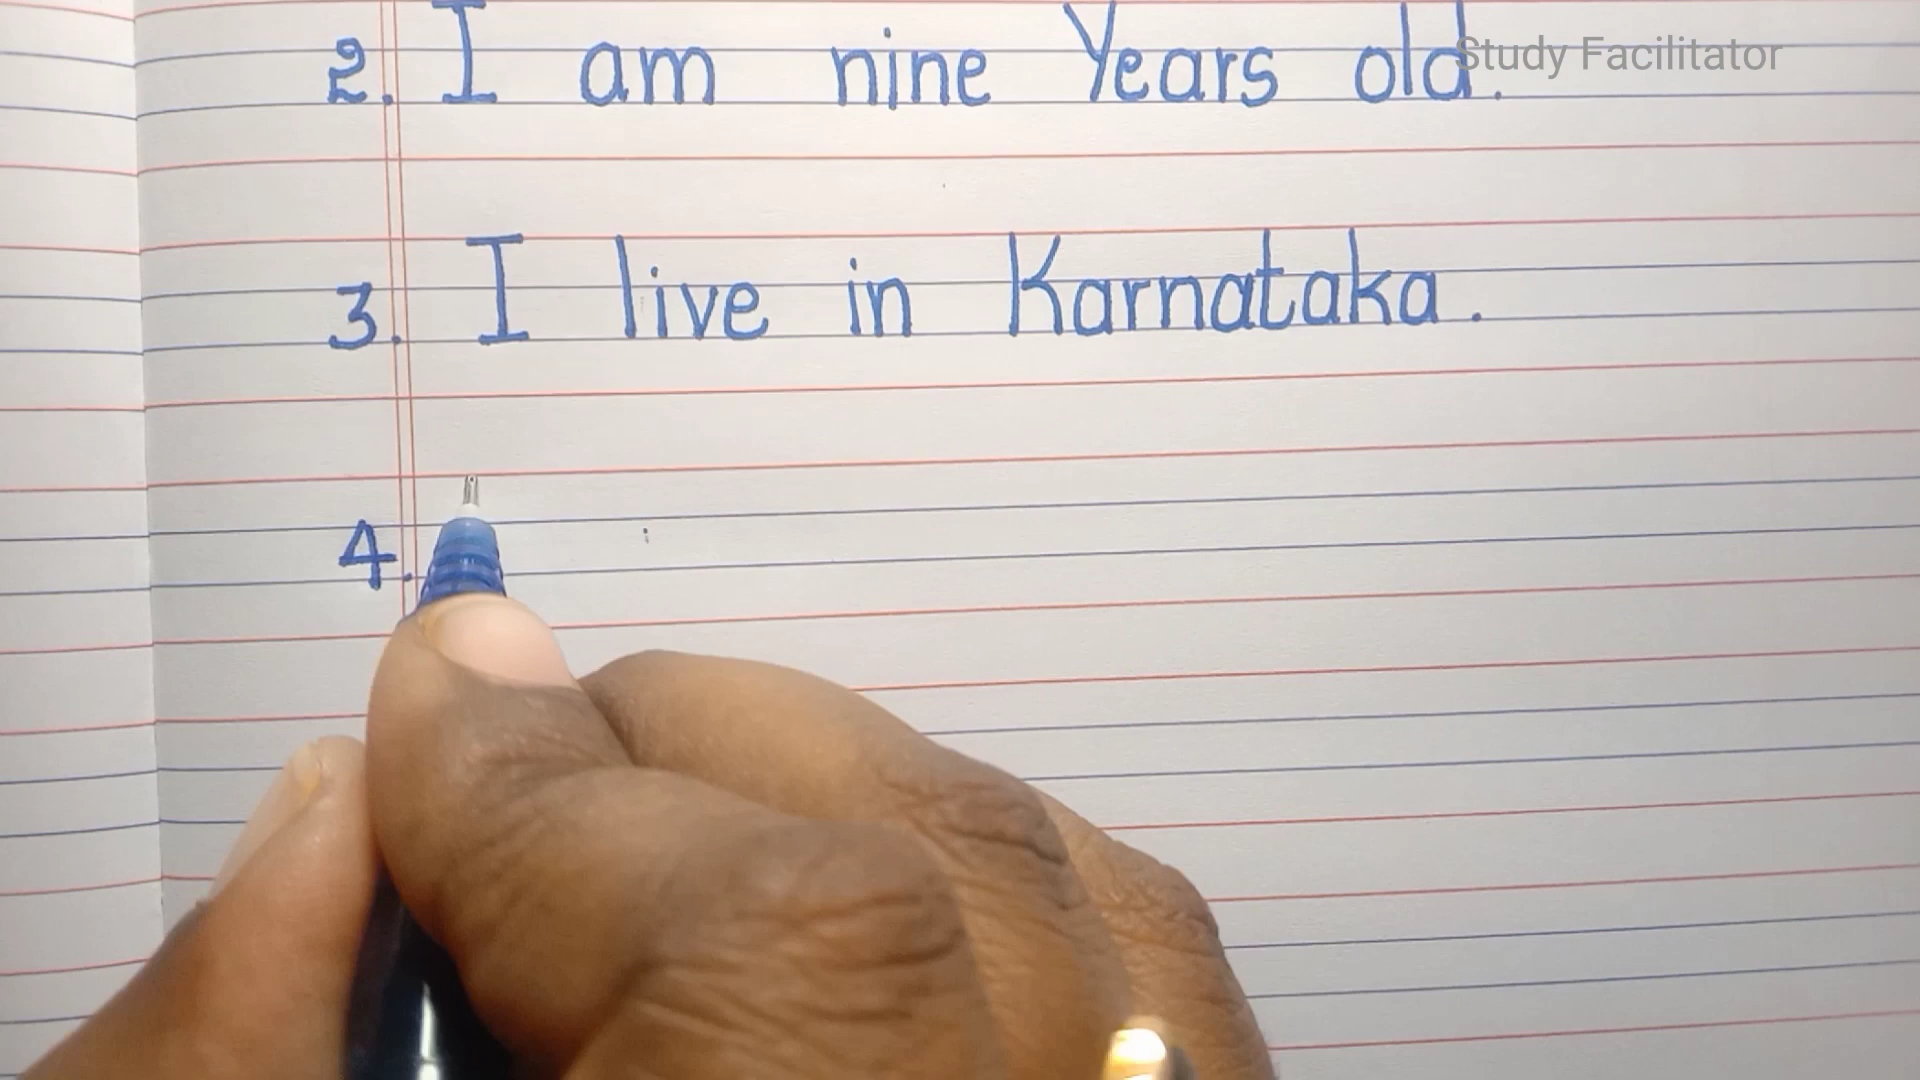 2. I am nine Years old. Study Facilitator
3. I live in Karnataka.
4.